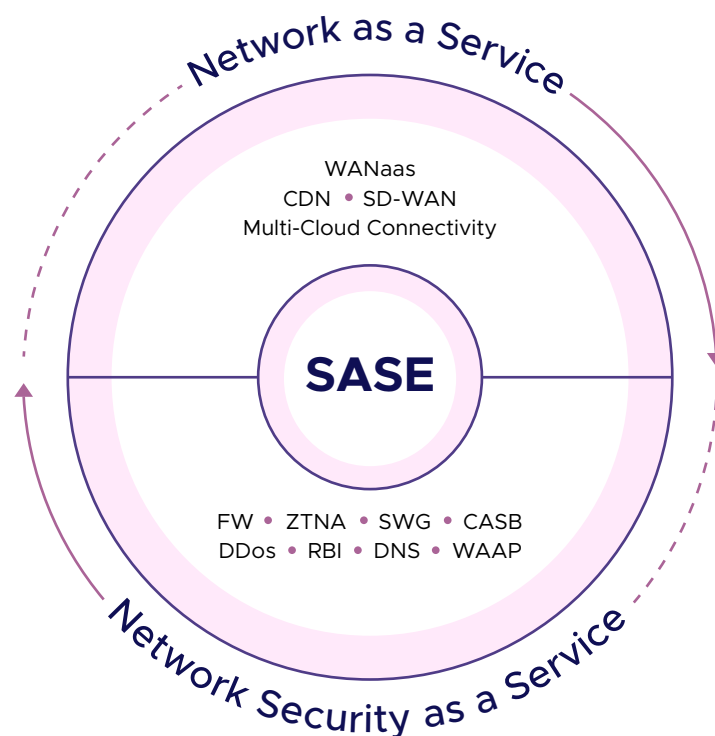 Network as a Service
WANaas
CDN • SD-WAN
Multi-Cloud Connectivity
SASE
FW • ZTNA • SWG • CASB
DDos • RBI • DNS • WAAP
Network Security as a Service